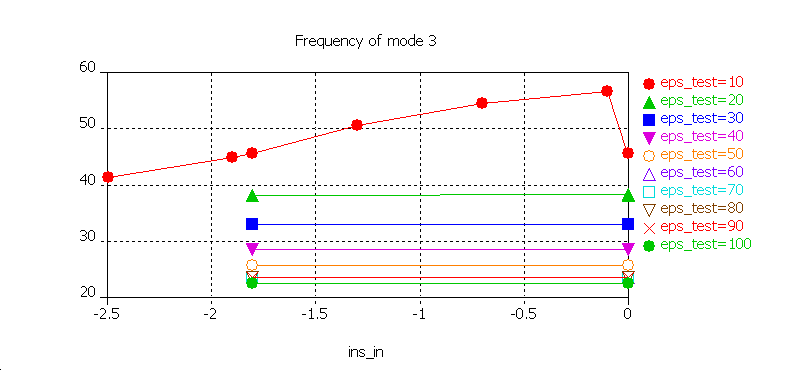 Frequency of mode 3
60
50
40
30
20
-2.5 -2 -1.5 -1 -0.5 0
ins_in
eps_test=10
eps_test=20
eps_test=30
eps_test=40
eps_test=50
eps_test=60
eps_test=70
eps_test=80
eps_test=90
eps_test=100